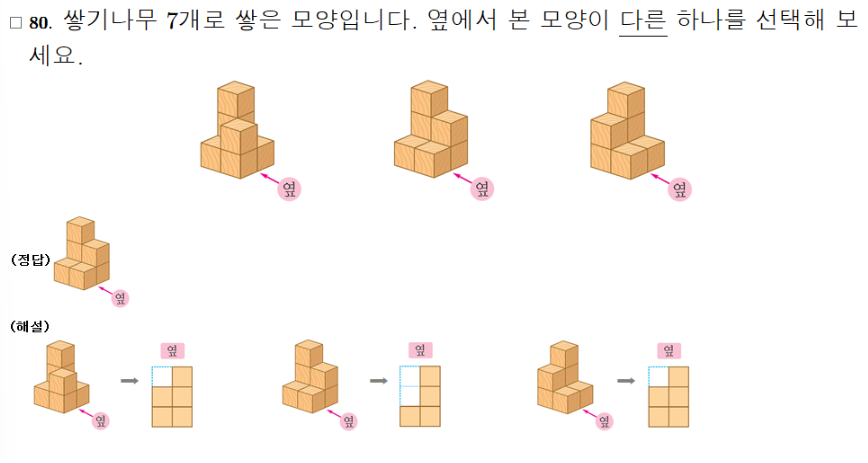 □ 80. 쌓기나무 7개로 쌓은 모양입니다. 옆에서 본 모양이 다른 하나를 선택해 보
세요.
옆 옆 옆
(정답)
옆
(해설)
옆 옆 옆
옆 옆 옆